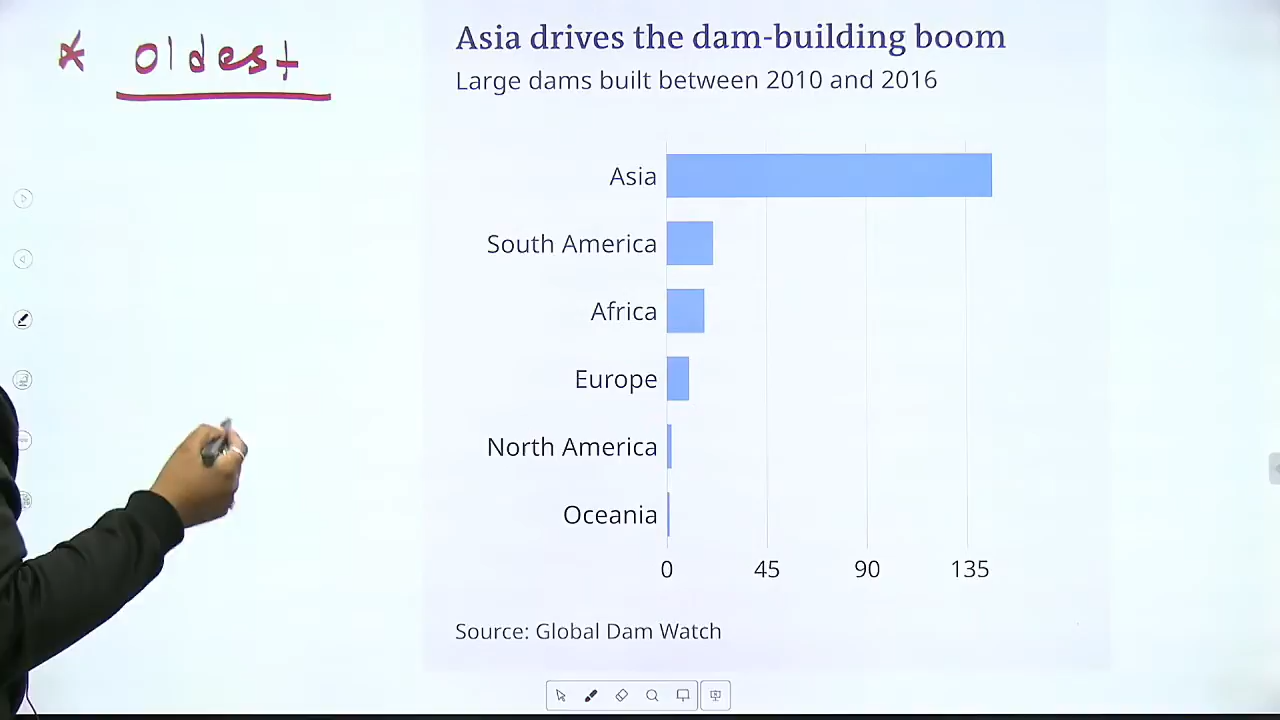 * Oldest
Asia drives the dam-building boom
Large dams built between 2010 and 2016
Asia
South America
Africa
Europe
North America
Oceania
0 45 90 135
Source: Global Dam Watch